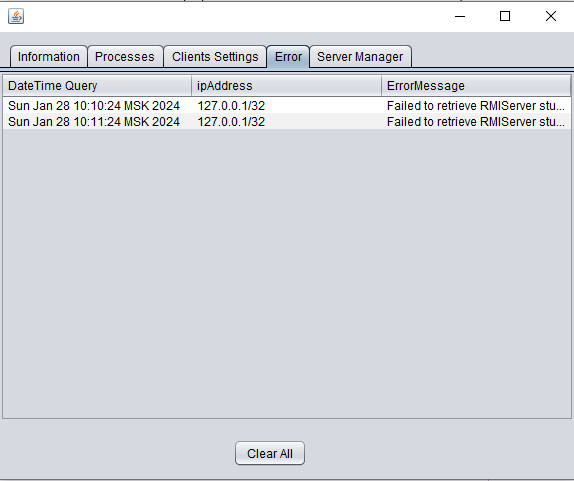 Information Processes Clients Settings Error Server Manager
DateTime Query ipAddress ErrorMessage
Sun Jan 28 10:10:24 MSK 2024 127.0.0.1/32 Failed to retrieve RMIServer stu...
Sun Jan 28 10:11:24 MSK 2024 127.0.0.1/32 Failed to retrieve RMIServer stu...
Clear All